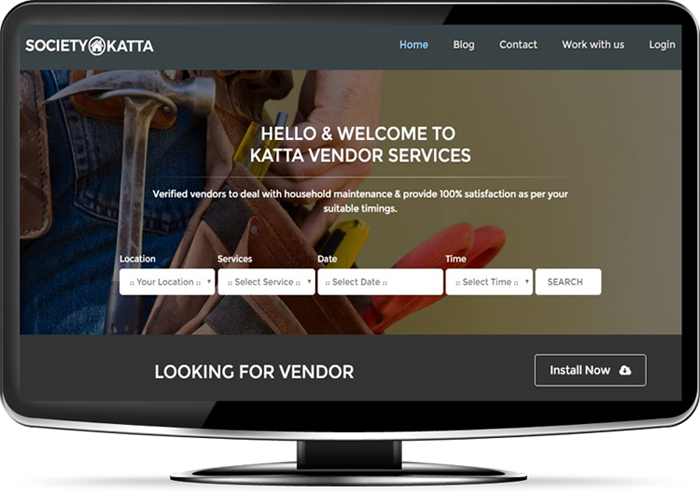 SOCIETY KATTA
Home Blog Contact Work with us Login
HELLO & WELCOME TO
KATTA VENDOR SERVICES
Verified vendors to deal with household maintenance & provide 100% satisfaction as per your
suitable timings.
Location Services Date Time
:: Your Location :: :: Select Service :: :: Select Date :: :: Select Time :: SEARCH
LOOKING FOR VENDOR Install Now